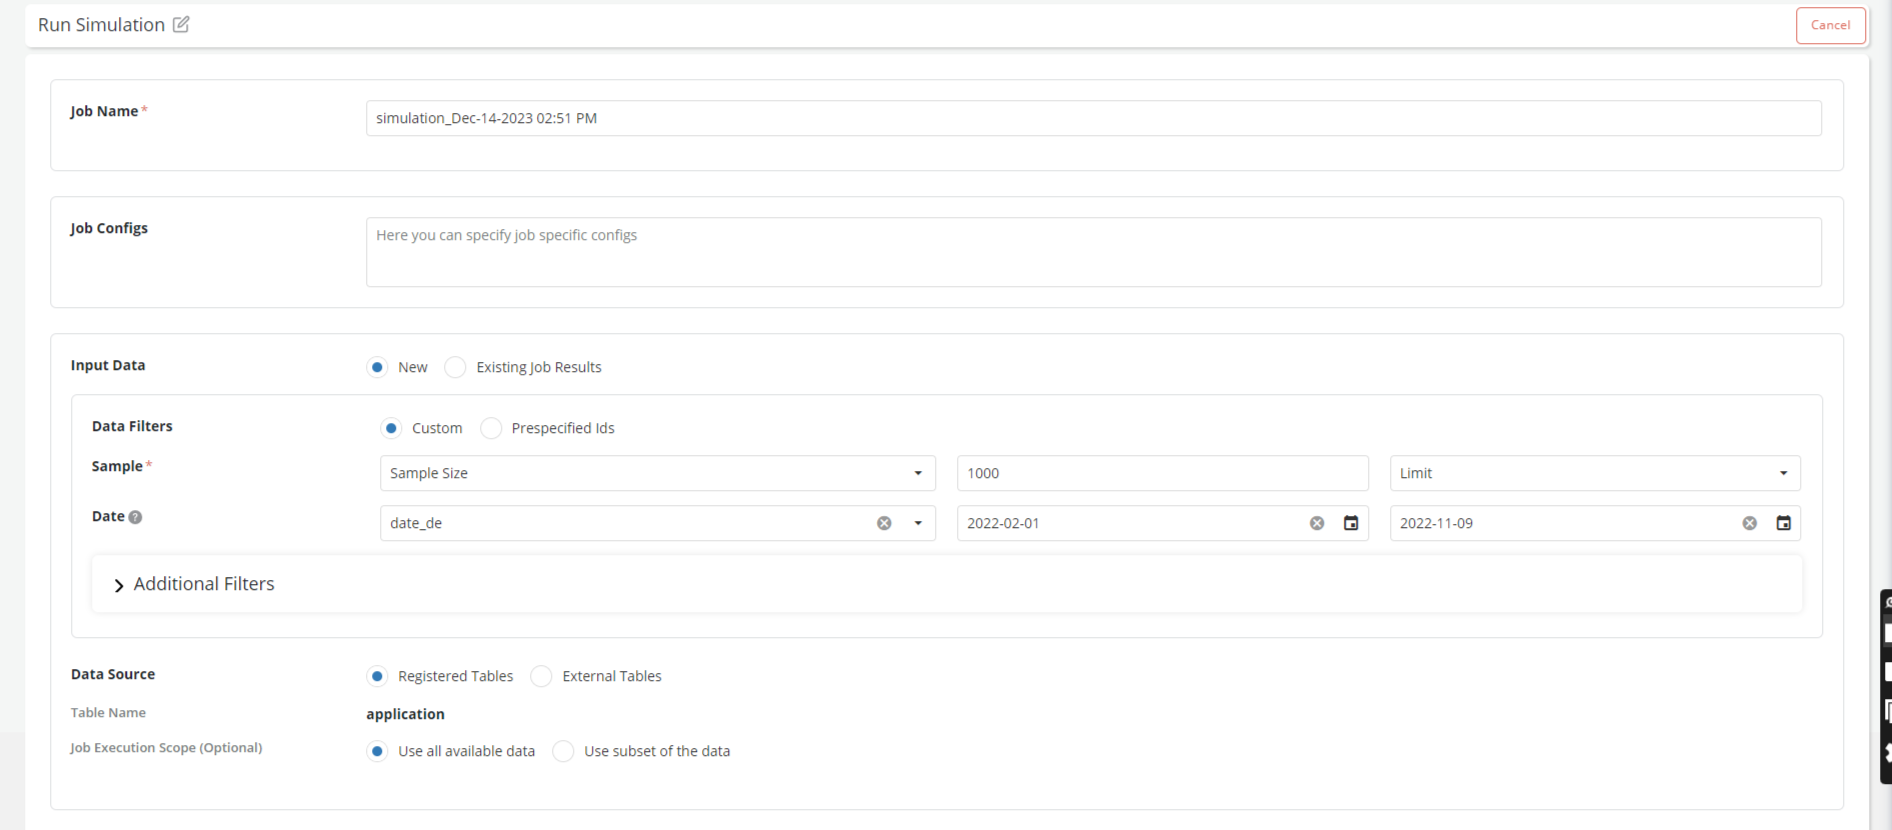 Run Simulation
Cancel
Job Name*
simulation_Dec-14-2023 02:51 PM
Job Configs
Here you can specify job specific configs
Input Data
New
Existing Job Results
Data Filters
Custom
Prespecified Ids
Sample*
Sample Size
1000
Limit
Date ?
date_de
2022-02-01
2022-11-09
Additional Filters
Data Source
Registered Tables
External Tables
Table Name
application
Job Execution Scope (Optional)
Use all available data
Use subset of the data